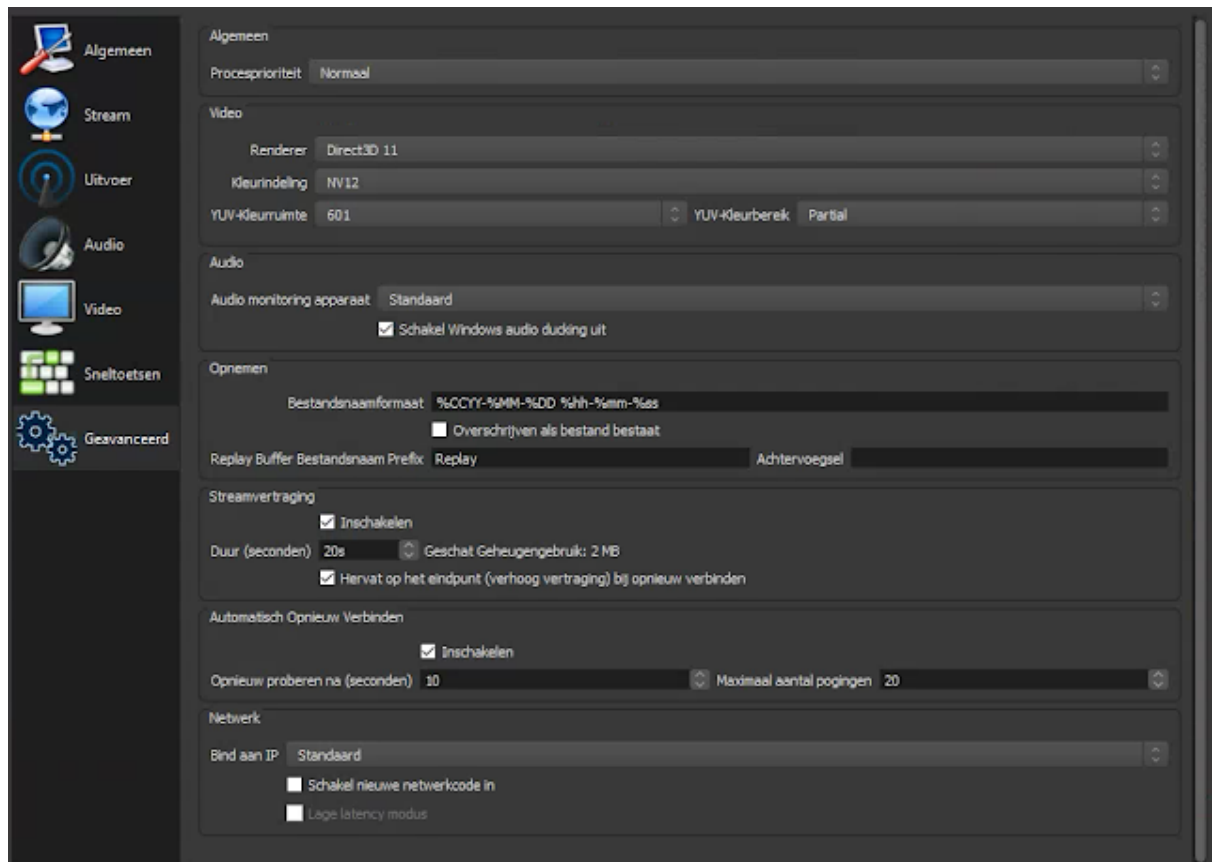 Algemeen
Stream
Uitvoer
Audio
Video
Sneltoetsen
Geavanceerd
Algemeen
Procesprioriteit Normaal
Video
Renderer Direct3D 11
Kleurindeling NV12
YUV-Kleurruimte 601 YUV-Kleurbereik Partial
Audio
Audio monitoring apparaat Standaard
Schakel Windows audio ducking uit
Opnemen
Bestandsnaamformaat %CCYY-%MM-%DD %hh-%mm-%ss
Overschrijven als bestand bestaat
Replay Buffer Bestandsnaam Prefix Replay Achtervoegsel
Streamvertraging
Inschakelen
Duur (seconden) 20s Geschat Geheugengebruik: 2 MB
Hervat op het eindpunt (verhoog vertraging) bij opnieuw verbinden
Automatisch Opnieuw Verbinden
Inschakelen
Opnieuw proberen na (seconden) 10 Maximaal aantal pogingen 20
Netwerk
Bind aan IP Standaard
Schakel nieuwe netwerkcode in
Lage latency modus